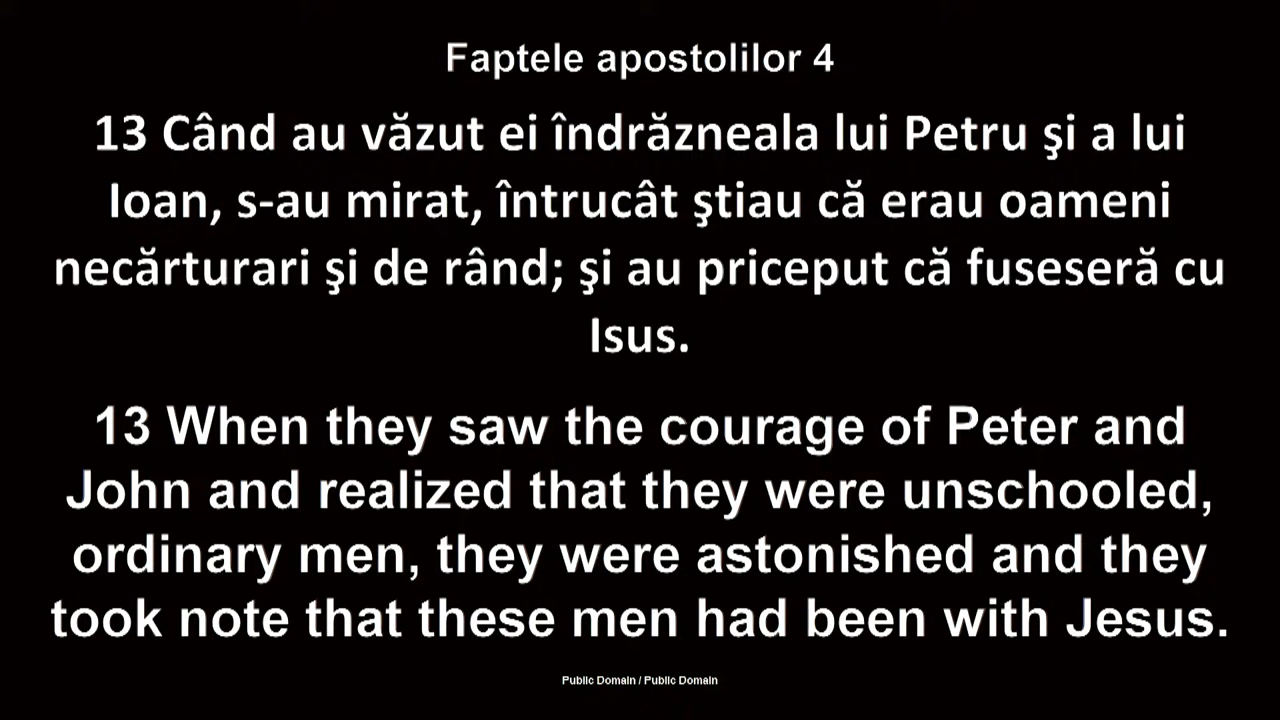 Faptele apostolilor 4
13 Când au văzut ei îndrăzneala lui Petru şi a lui
Ioan, s-au mirat, întrucât ştiau că erau oameni
necărturari şi de rând; şi au priceput că fuseseră cu
Isus.
13 When they saw the courage of Peter and
John and realized that they were unschooled,
ordinary men, they were astonished and they
took note that these men had been with Jesus.
Public Domain / Public Domain